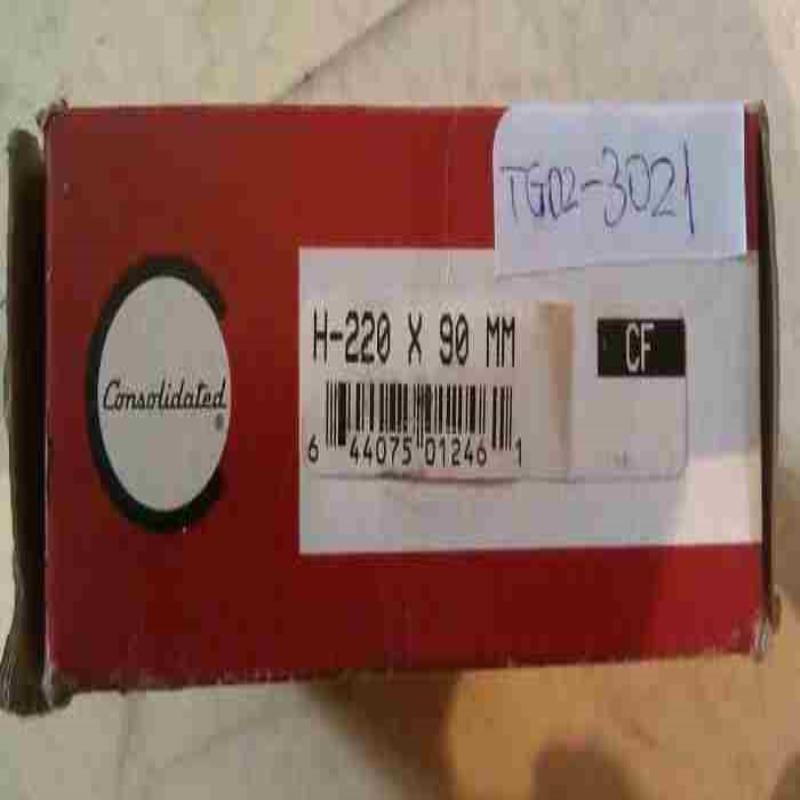 TG02-3021
H-220 X 90 MM
CF
Consolidated®
6 44075 01246 1